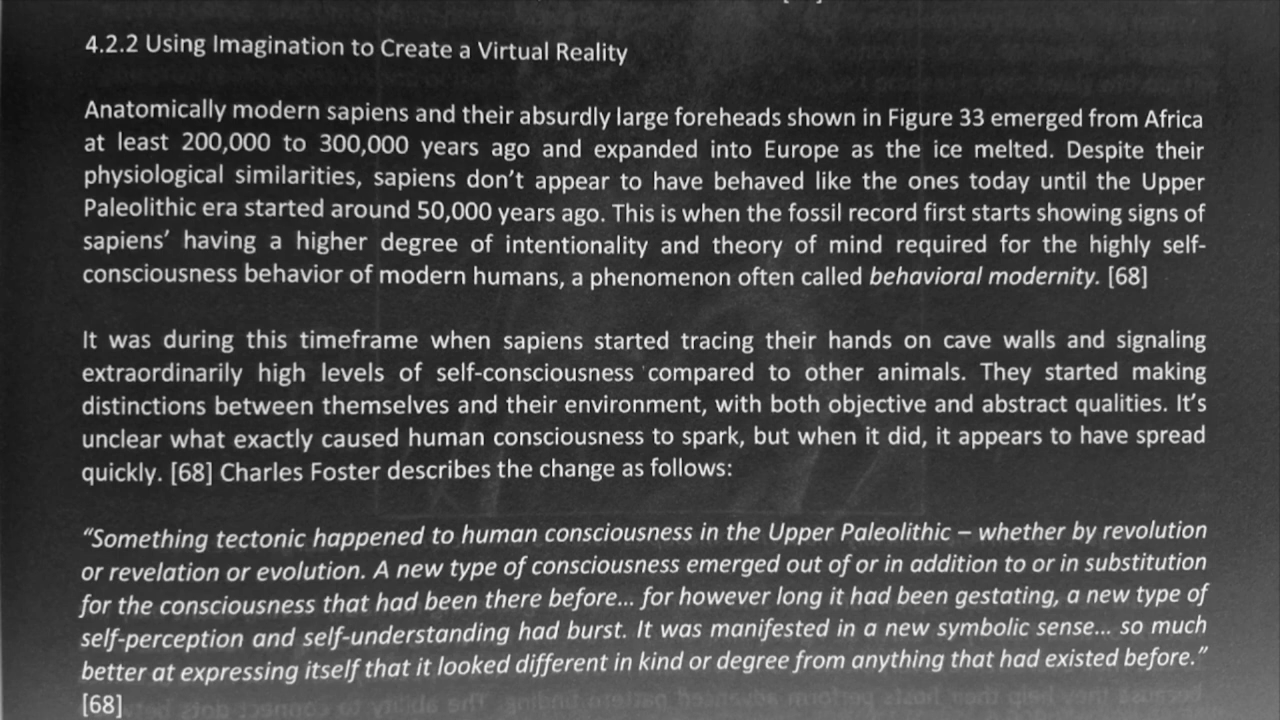 4.2.2 Using Imagination to Create a Virtual Reality
Anatomically modern sapiens and their absurdly large foreheads shown in Figure 33 emerged from Africa
at least 200,000 to 300,000 years ago and expanded into Europe as the ice melted. Despite their
physiological similarities, sapiens don't appear to have behaved like the ones today until the Upper
Paleolithic era started around 50,000 years ago. This is when the fossil record first starts showing signs of
sapiens' having a higher degree of intentionality and theory of mind required for the highly self-
consciousness behavior of modern humans, a phenomenon often called behavioral modernity. [68]
It was during this timeframe when sapiens started tracing their hands on cave walls and signaling
extraordinarily high levels of self-consciousness compared to other animals. They started making
distinctions between themselves and their environment, with both objective and abstract qualities. It's
unclear what exactly caused human consciousness to spark, but when it did, it appears to have spread
quickly. [68] Charles Foster describes the change as follows:
"Something tectonic happened to human consciousness in the Upper Paleolithic – whether by revolution
or revelation or evolution. A new type of consciousness emerged out of or in addition to or in substitution
for the consciousness that had been there before... for however long it had been gestating, a new type of
self-perception and self-understanding had burst. It was manifested in a new symbolic sense... so much
better at expressing itself that it looked different in kind or degree from anything that had existed before."
[68]